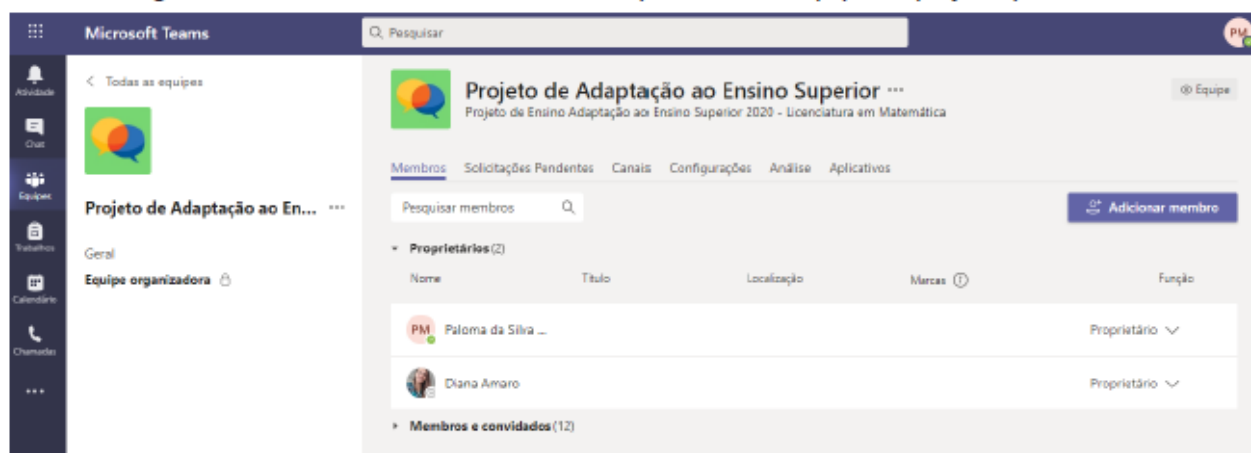 Microsoft Teams
Pesquisar
PM
Atividade
Chat
Equipes
Trabalhos
Calendário
Chamadas
< Todas as equipes
Projeto de Adaptação ao En... ...
Geral
Equipe organizadora
Projeto de Adaptação ao Ensino Superior ...
Projeto de Ensino Adaptação aoi Ensino Superior 2020 - Licenciatura em Matemática
Equipe
Membros Solicitações Pendentes Canais Configurações Análise Aplicativos
Pesquisar membros
Adicionar membro
Proprietários (2)
Nome Título Localização Marcas Função
PM Paloma da Silva ... Proprietário
Diana Amaro Proprietário
Membros e convidados (12)